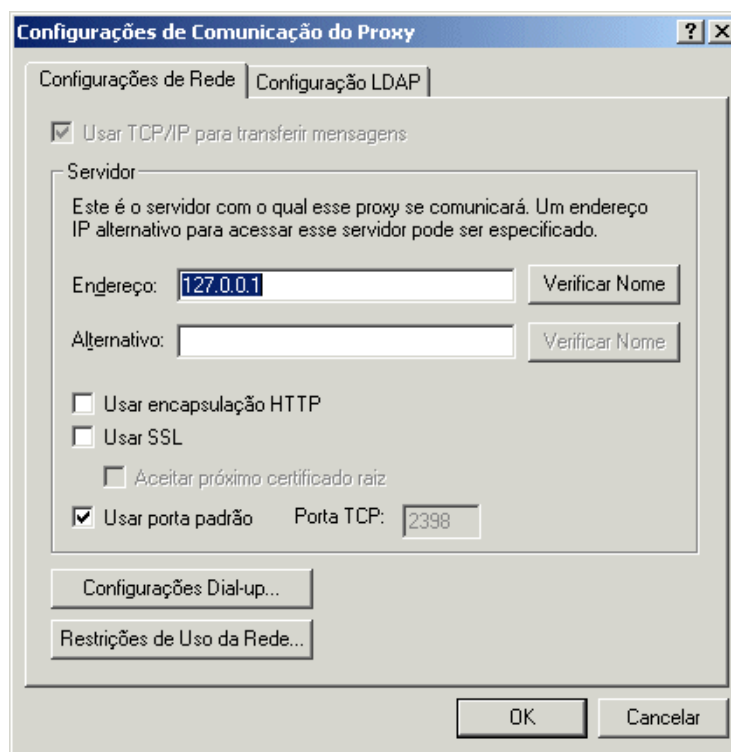 Configurações de Comunicação do Proxy
Configurações de Rede
Configuração LDAP
Usar TCP/IP para transferir mensagens
Servidor
Este é o servidor com o qual esse proxy se comunicará. Um endereço
IP alternativo para acessar esse servidor pode ser especificado.
Endereço: 127.0.0.1 Verificar Nome
Alternativo: Verificar Nome
Usar encapsulação HTTP
Usar SSL
Aceitar próximo certificado raiz
Usar porta padrão Porta TCP: 2398
Configurações Dial-up...
Restrições de Uso da Rede...
OK Cancelar